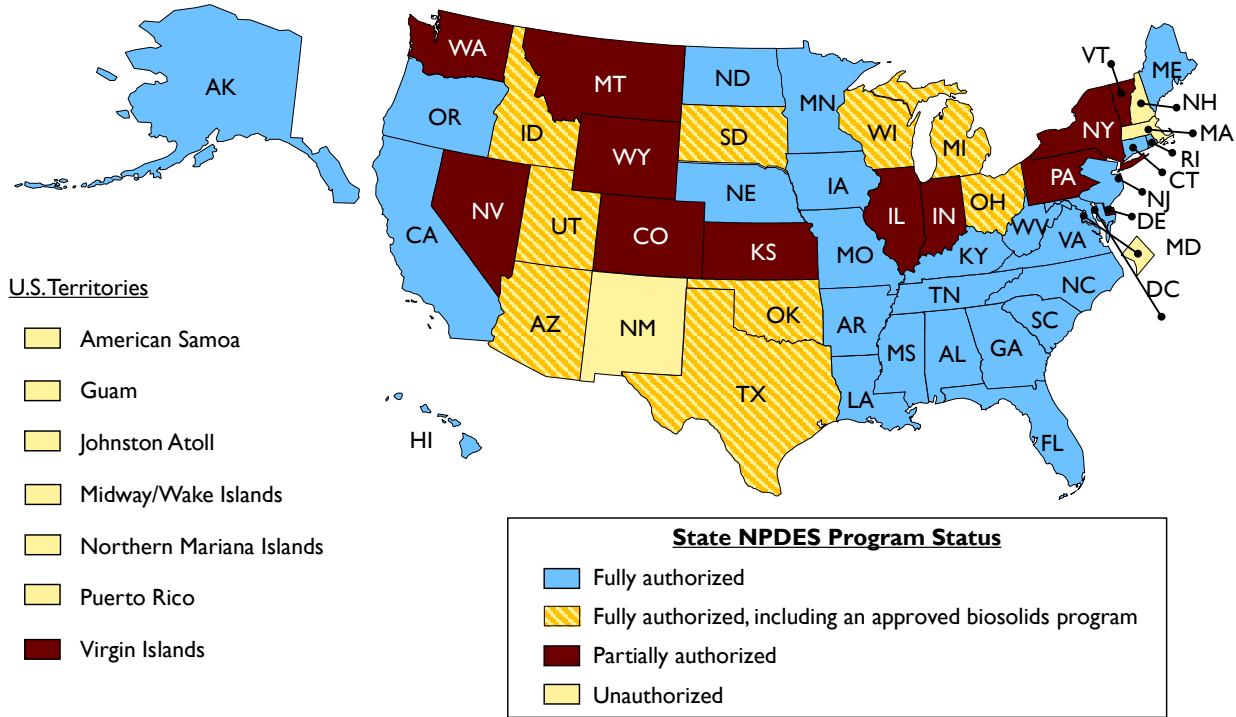 AK
WA
MT
ND
MN
VT
ME
NH
MA
OR
ID
SD
WI
MI
NY
RI
CT
WY
NE
IA
PA
NJ
DE
NV
UT
CO
KS
IL
IN
OH
WV
VA
MD
CA
MO
KY
DC
AZ
NM
OK
AR
TN
NC
SC
MS
AL
GA
TX
LA
FL
HI
U.S. Territories
American Samoa
Guam
Johnston Atoll
Midway/Wake Islands
Northern Mariana Islands
Puerto Rico
Virgin Islands
State NPDES Program Status
Fully authorized
Fully authorized, including an approved biosolids program
Partially authorized
Unauthorized